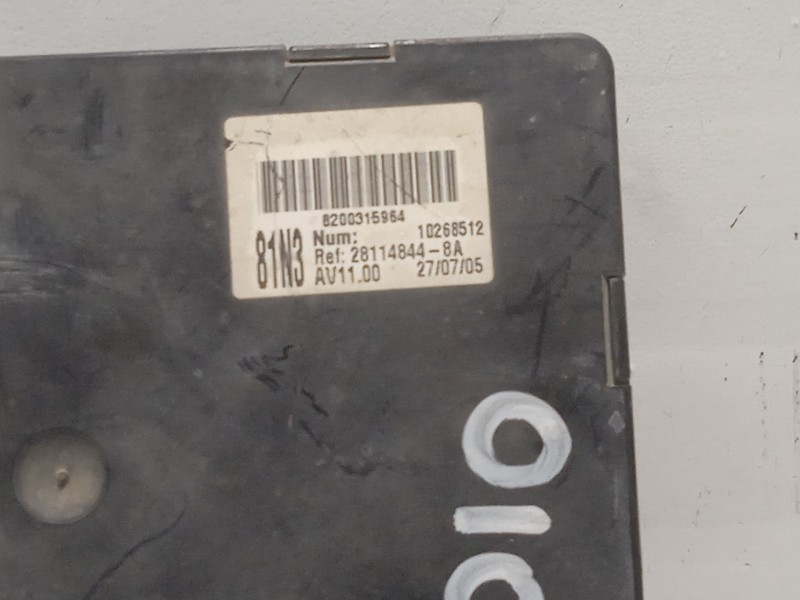 8200315964
81N3 Num: 10268512
Ref: 28114844-8A
AV11.00 27/07/05